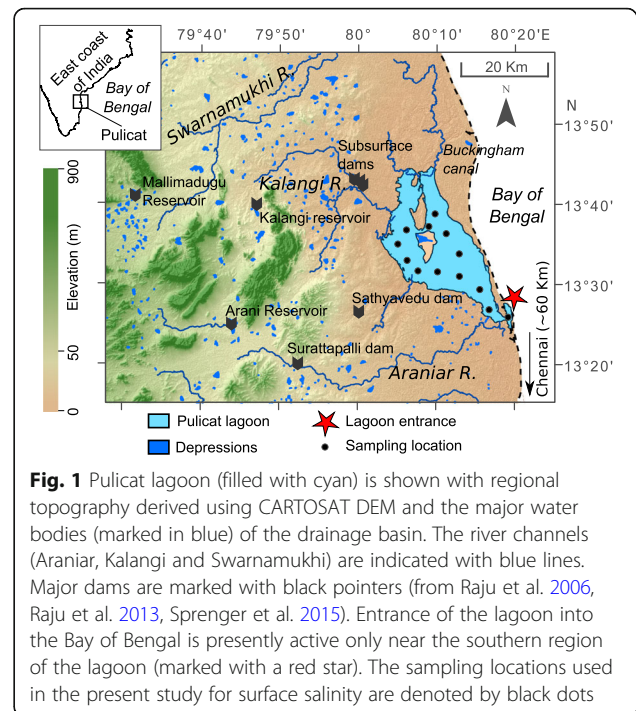 79°40' 79°50' 80° 80°10' 80°20'E
East coast
of India
Bay
of
Bengal
Pulicat
Swarnamukhi R.
20 Km
N
N
13°50'
Subsurface
dams
Buckingham
canal
Mallimadugu
Reservoir
Kalangi R.
Kalangi reservoir
Bay of
Bengal
13°40'
900
Elevation (m)
50
0
13°30'
Sathyavedu dam
Arani Reservoir
Surattapalli dam
Araniar R.
Chennai (~60 Km)
13°20'
Pulicat lagoon
Lagoon entrance
Depressions
Sampling location
Fig. 1 Pulicat lagoon (filled with cyan) is shown with regional
topography derived using CARTOSAT DEM and the major water
bodies (marked in blue) of the drainage basin. The river channels
(Araniar, Kalangi and Swarnamukhi) are indicated with blue lines.
Major dams are marked with black pointers (from Raju et al. 2006,
Raju et al. 2013, Sprenger et al. 2015). Entrance of the lagoon into
the Bay of Bengal is presently active only near the southern region
of the lagoon (marked with a red star). The sampling locations used
in the present study for surface salinity are denoted by black dots